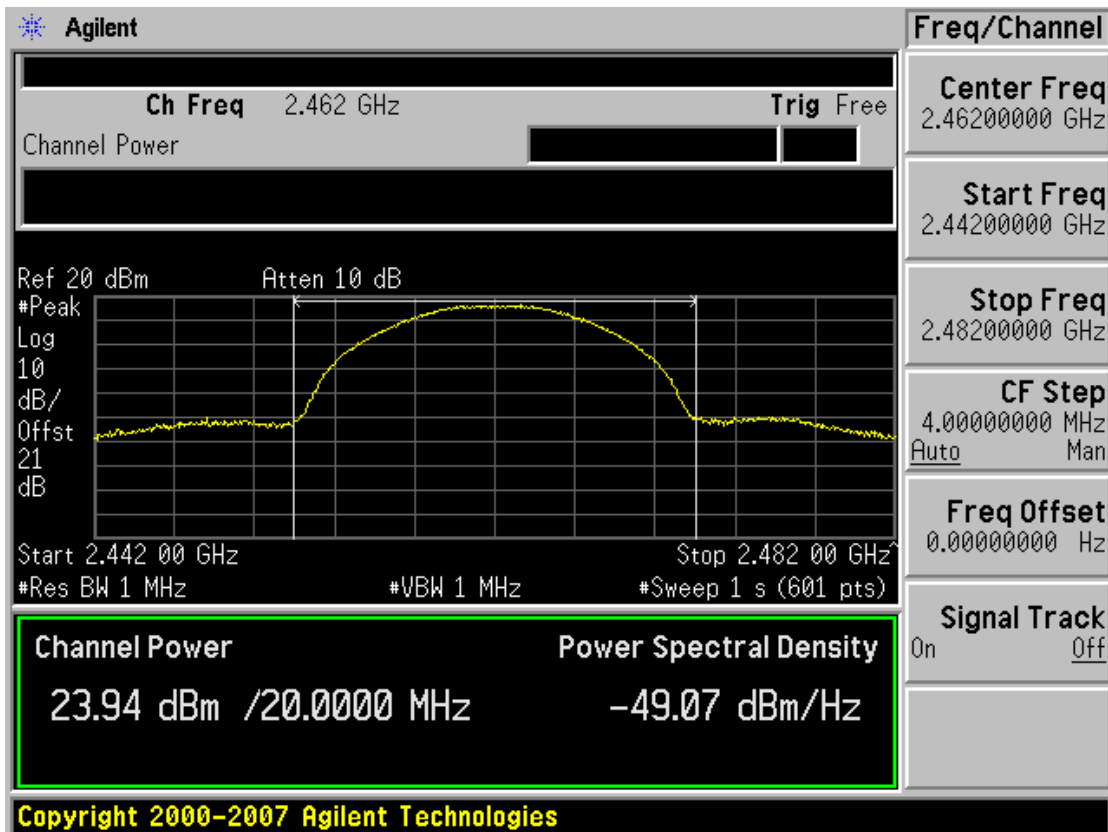 Agilent
Freq/Channel
Ch Freq 2.462 GHz Trig Free
Channel Power
Center Freq
2.46200000 GHz
Start Freq
2.44200000 GHz
Stop Freq
2.48200000 GHz
CF Step
4.00000000 MHz
Auto Man
Freq Offset
0.00000000 Hz
Signal Track
On Off
Ref 20 dBm Atten 10 dB
#Peak
Log
10
dB/
Offst
21
dB
Start 2.442 00 GHz Stop 2.482 00 GHz^
#Res BW 1 MHz #VBW 1 MHz #Sweep 1 s (601 pts)
Channel Power Power Spectral Density
23.94 dBm /20.0000 MHz -49.07 dBm/Hz
Copyright 2000-2007 Agilent Technologies